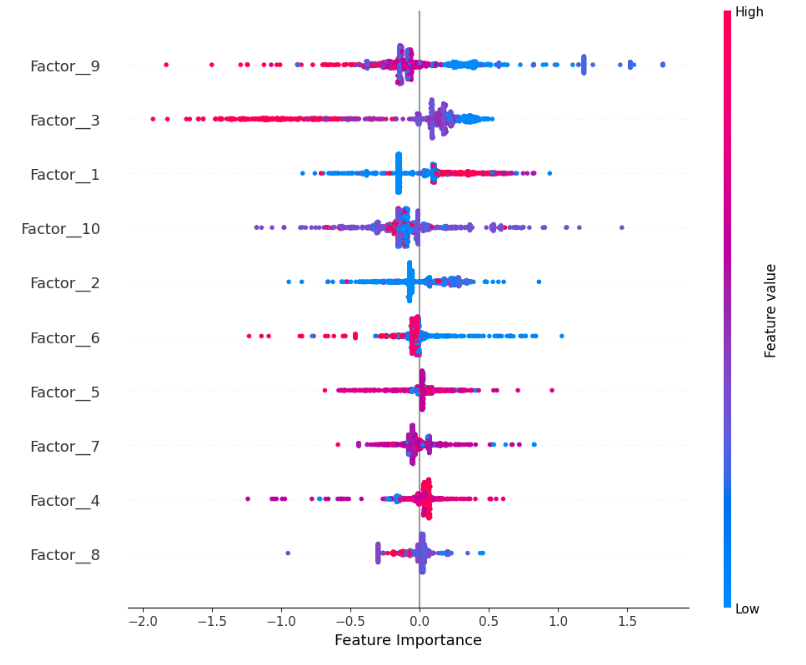 High
Factor__9
Factor__3
Factor__1
Factor__10
Factor__2
Factor__6
Factor__5
Factor__7
Factor__4
Factor__8
Feature value
Low
−2.0 −1.5 −1.0 −0.5 0.0 0.5 1.0 1.5
Feature Importance